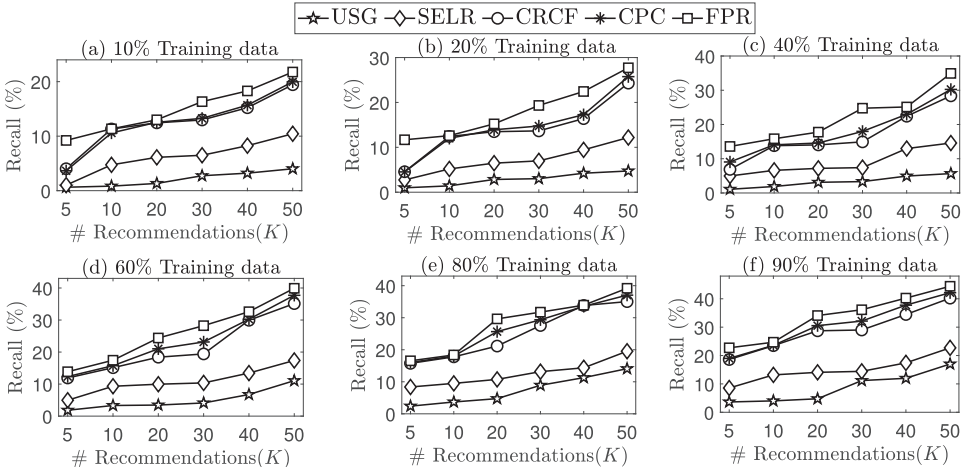 USG SELR CRCF CPC FPR
(a) 10% Training data
(b) 20% Training data
(c) 40% Training data
Recall (%)
20
10
0
5 10 20 30 40 50
# Recommendations(K)
Recall (%)
30
20
10
0
5 10 20 30 40 50
# Recommendations(K)
Recall (%)
40
30
20
10
0
5 10 20 30 40 50
# Recommendations(K)
(d) 60% Training data
(e) 80% Training data
(f) 90% Training data
Recall (%)
40
30
20
10
0
5 10 20 30 40 50
# Recommendations(K)
Recall (%)
40
30
20
10
0
5 10 20 30 40 50
# Recommendations(K)
Recall (%)
40
30
20
10
0
5 10 20 30 40 50
# Recommendations(K)